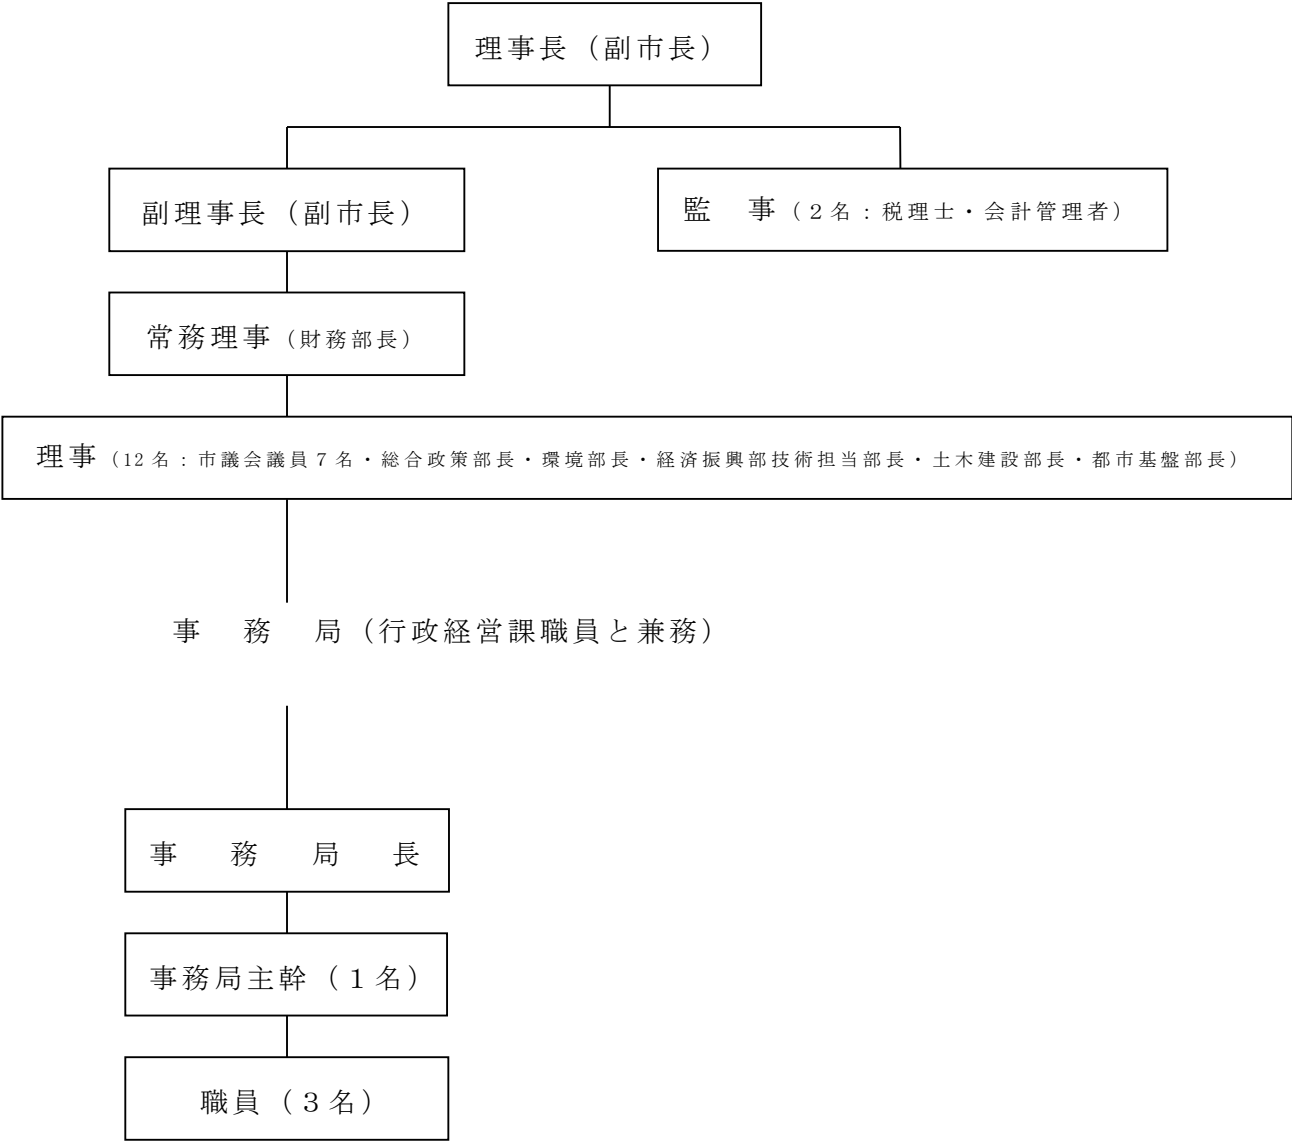 理事長（副市長）
副理事長（副市長）
監　事（２名：税理士・会計管理者）
常務理事（財務部長）
理事（12名：市議会議員７名・総合政策部長・環境部長・経済振興部技術担当部長・土木建設部長・都市基盤部長）
事　務　局（行政経営課職員と兼務）
事　務　局　長
事務局主幹（１名）
職員（３名）